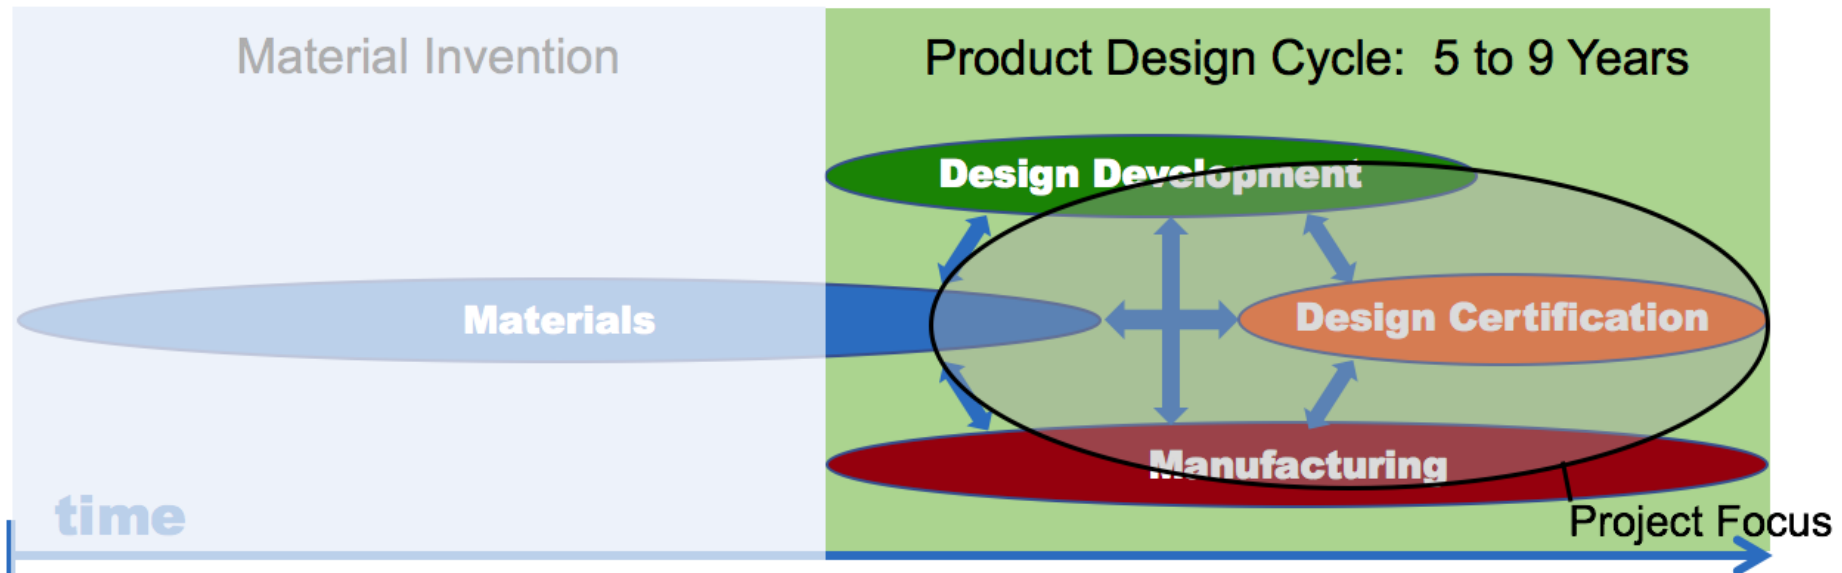 Material Invention
Product Design Cycle:  5 to 9 Years
Design Development
Materials
Design Certification
Manufacturing
time
Project Focus